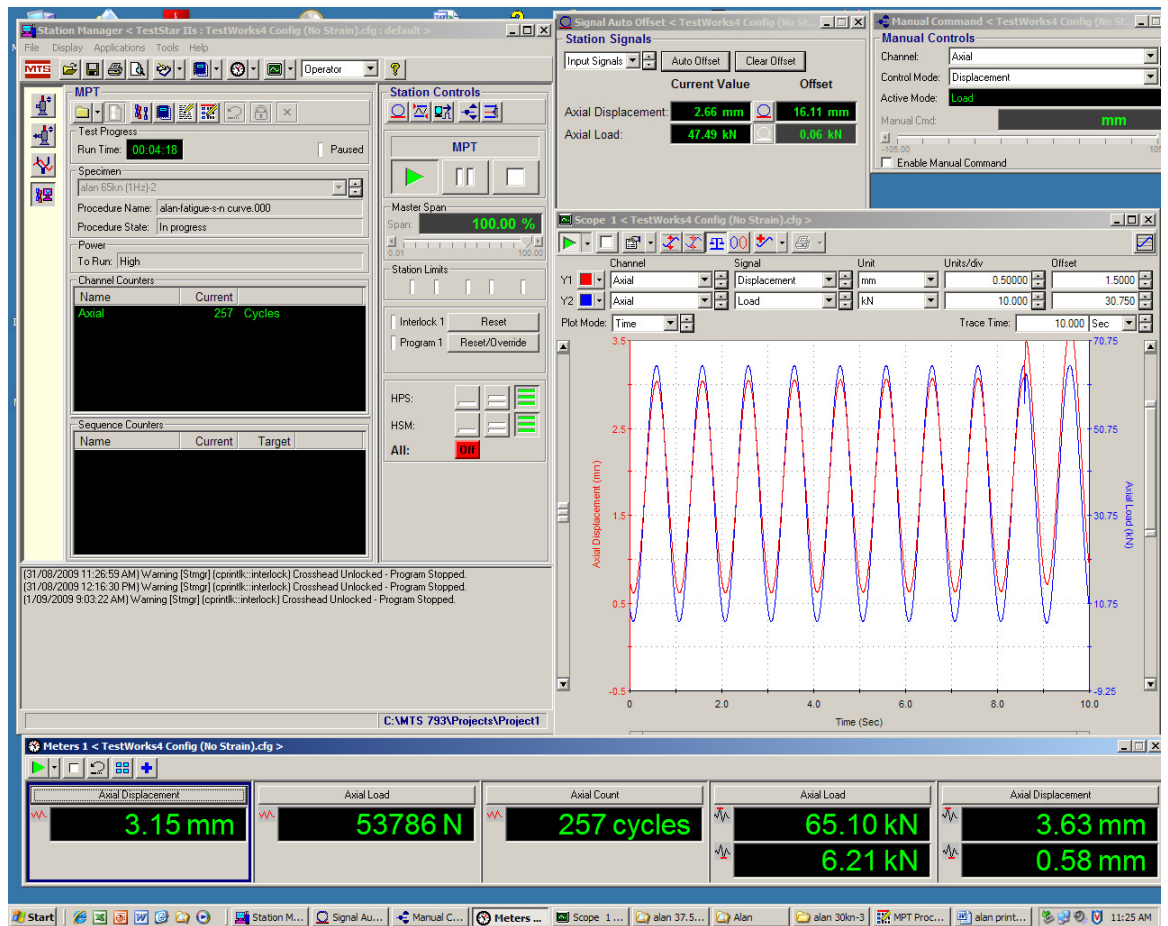 Station Manager < TestStar IIs : TestWorks4 Config (No Strain).cfg : default >
File Display Applications Tools Help
MTS
Operator
MPT
Test Progress
Run Time: 00:04:18 Paused
Specimen
alan 65kn (1Hz)-2
Procedure Name: alan-fatigue-s-n curve.000
Procedure State: In progress
Power
To Run: High
Channel Counters
Name Current
Axial 257 Cycles
Sequence Counters
Name Current Target
Station Controls
MPT
Master Span
Span: 100.00 %
0.01 100.00
Station Limits
Interlock 1 Reset
Program 1 Reset/Override
HPS:
HSM:
All: Off
(31/08/2009 11:26:59 AM) Warning [Stmgr] (cprintlk::interlock) Crosshead Unlocked - Program Stopped.
(31/08/2009 12:16:30 PM) Warning [Stmgr] (cprintlk::interlock) Crosshead Unlocked - Program Stopped.
(1/09/2009 9:03:22 AM) Warning [Stmgr] (cprintlk::interlock) Crosshead Unlocked - Program Stopped.
C:\MTS 793\Projects\Project1
Signal Auto Offset < TestWorks4 Config (No St...
Station Signals
Input Signals Auto Offset Clear Offset
Current Value Offset
Axial Displacement: 2.66 mm 16.11 mm
Axial Load: 47.49 kN 0.06 kN
Manual Command < TestWorks4 Config (No St...
Manual Controls
Channel: Axial
Control Mode: Displacement
Active Mode: Load
Manual Cmd: mm
-105.00 105
Enable Manual Command
Scope 1 < TestWorks4 Config (No Strain).cfg >
Channel Signal Unit Units/div Offset
Y1 Axial Displacement mm 0.50000 1.5000
Y2 Axial Load kN 10.000 30.750
Plot Mode: Time Trace Time: 10.000 Sec
3.5 70.75
2.5 50.75
1.5 30.75
0.5 10.75
-0.5 -9.25
Axial Displacement (mm)
Axial Load (kN)
0 2.0 4.0 6.0 8.0 10.0
Time (Sec)
Meters 1 < TestWorks4 Config (No Strain).cfg >
Axial Displacement Axial Load Axial Count Axial Load Axial Displacement
3.15 mm 53786 N 257 cycles 65.10 kN 3.63 mm
6.21 kN 0.58 mm
Start Station M... Signal Au... Manual C... Meters ... Scope 1 ... alan 37.5... Alan alan 30kn-3 MPT Proc... alan print... 11:25 AM